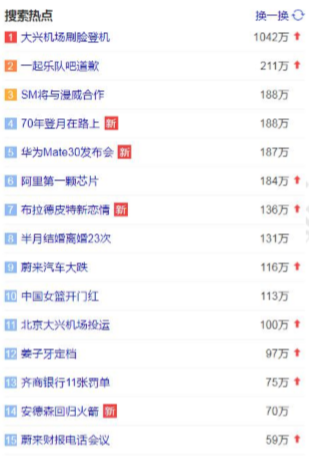 搜索热点 换一换
1 大兴机场刷脸登机 1042万
2 一起乐队吧道歉 211万
3 SM将与漫威合作 188万
4 70年登月在路上 新 188万
5 华为Mate30发布会 新 187万
6 阿里第一颗芯片 184万
7 布拉德皮特新恋情 新 136万
8 半月结婚离婚23次 131万
9 蔚来汽车大跌 116万
10 中国女篮开门红 113万
11 北京大兴机场投运 100万
12 姜子牙定档 97万
13 齐商银行11张罚单 75万
14 安德森回归火箭 新 70万
15 蔚来财报电话会议 59万